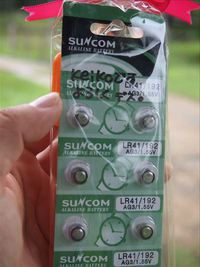 SUNCOM
ALKALINE BATTERY
Keikoza
SUNCOM
LR41/192
AG3/1.55V
SUNCOM
ALKALINE BATTERY
LR41/192
AG3/1.55V
SUNCOM
ALKALINE BATTERY
LR41/192
AG3/1.55V